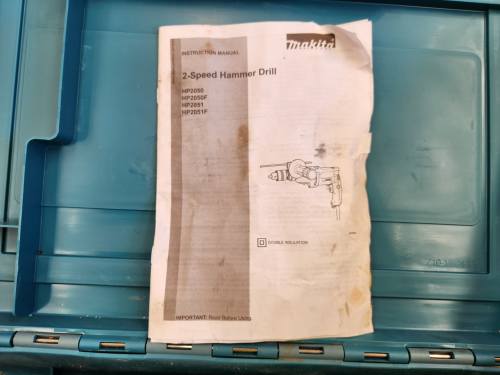 INSTRUCTION MANUAL
makita
2-Speed Hammer Drill
HP2050
HP2050F
HP2051
HP2051F
DOUBLE INSULATION
IMPORTANT: Read Before Using